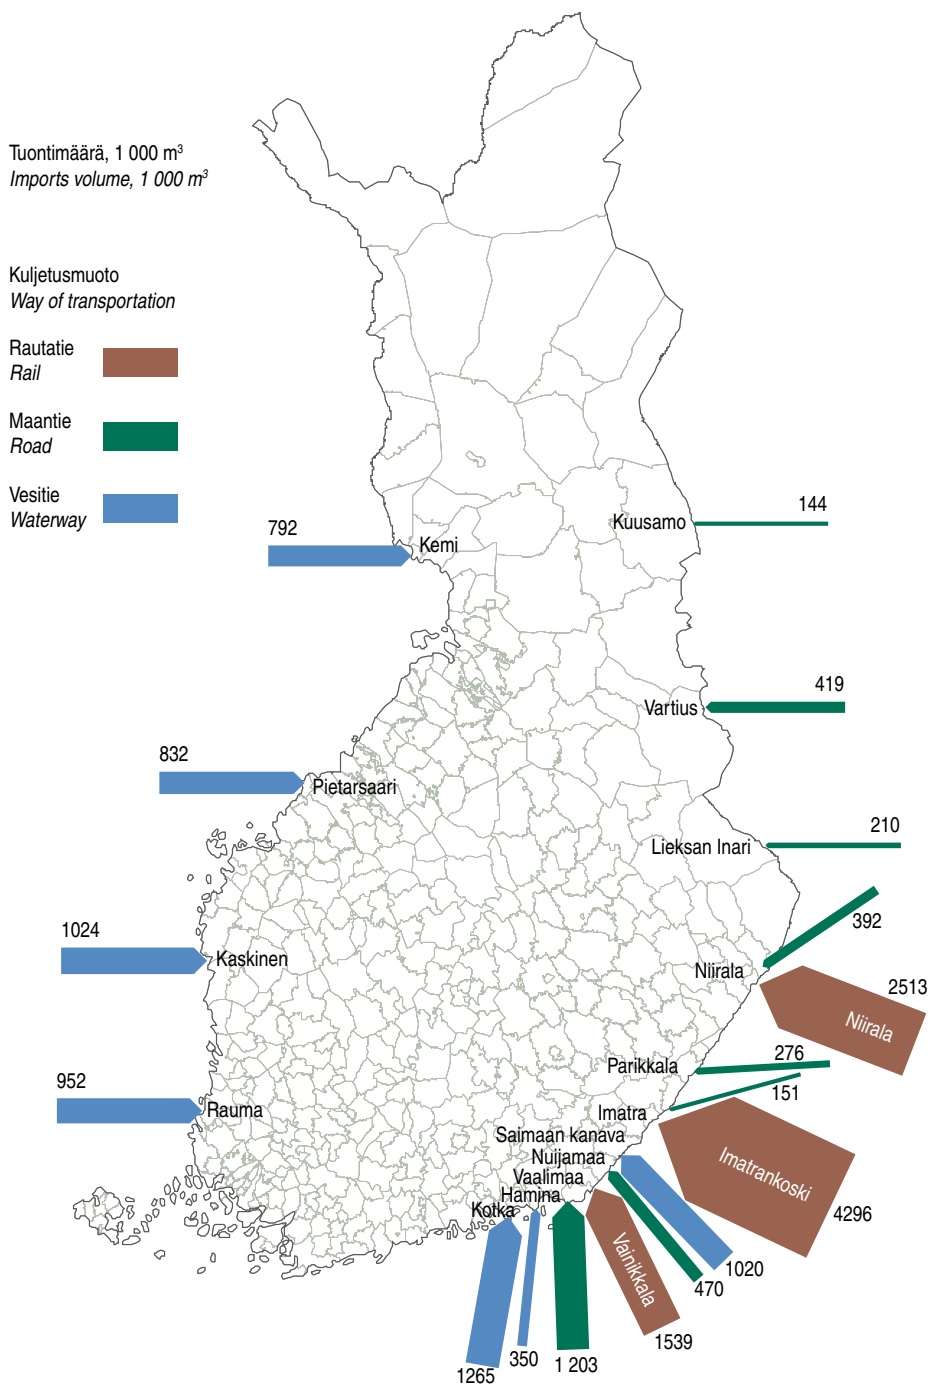 Tuontimäärä, 1 000 m³
Imports volume, 1 000 m³
Kuljetusmuoto
Way of transportation
Rautatie
Rail
Maantie
Road
Vesitie
Waterway
144
Kuusamo
792
Kemi
419
Vartius
832
Pietarsaari
210
Lieksan Inari
392
1024
Kaskinen
Niirala
2513
Niirala
276
Parikkala
151
952
Rauma
Imatra
Saimaan kanava
Nuijamaa
Vaalimaa
Hamina
Kotka
Imatrankoski
4296
Vainikkala
1020
470
1539
1 203
350
1265